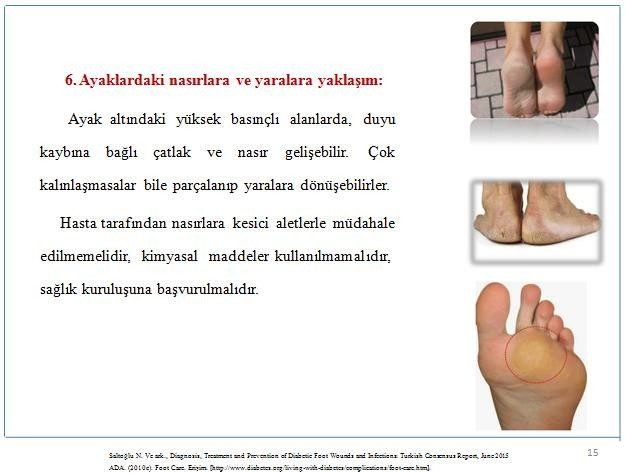 6. Ayaklardaki nasırlara ve yaralara yaklaşım:
Ayak altındaki yüksek basınçlı alanlarda, duyu
kaybına bağlı çatlak ve nasır gelişebilir. Çok
kalınlaşmasalar bile parçalanıp yaralara dönüşebilirler.
Hasta tarafından nasırlara kesici aletlerle müdahale
edilmemelidir, kimyasal maddeler kullanılmamalıdır,
sağlık kuruluşuna başvurulmalıdır.
Saltoğlu N. Ve ark., Diagnosis, Treatment and Prevention of Diabetic Foot Wounds and Infections: Turkish Consensus Report, June 2015
ADA. (2010c). Foot Care. Erişim: [http://www.diabetes.org/living-with-diabetes/complications/foot-care.htm].
15